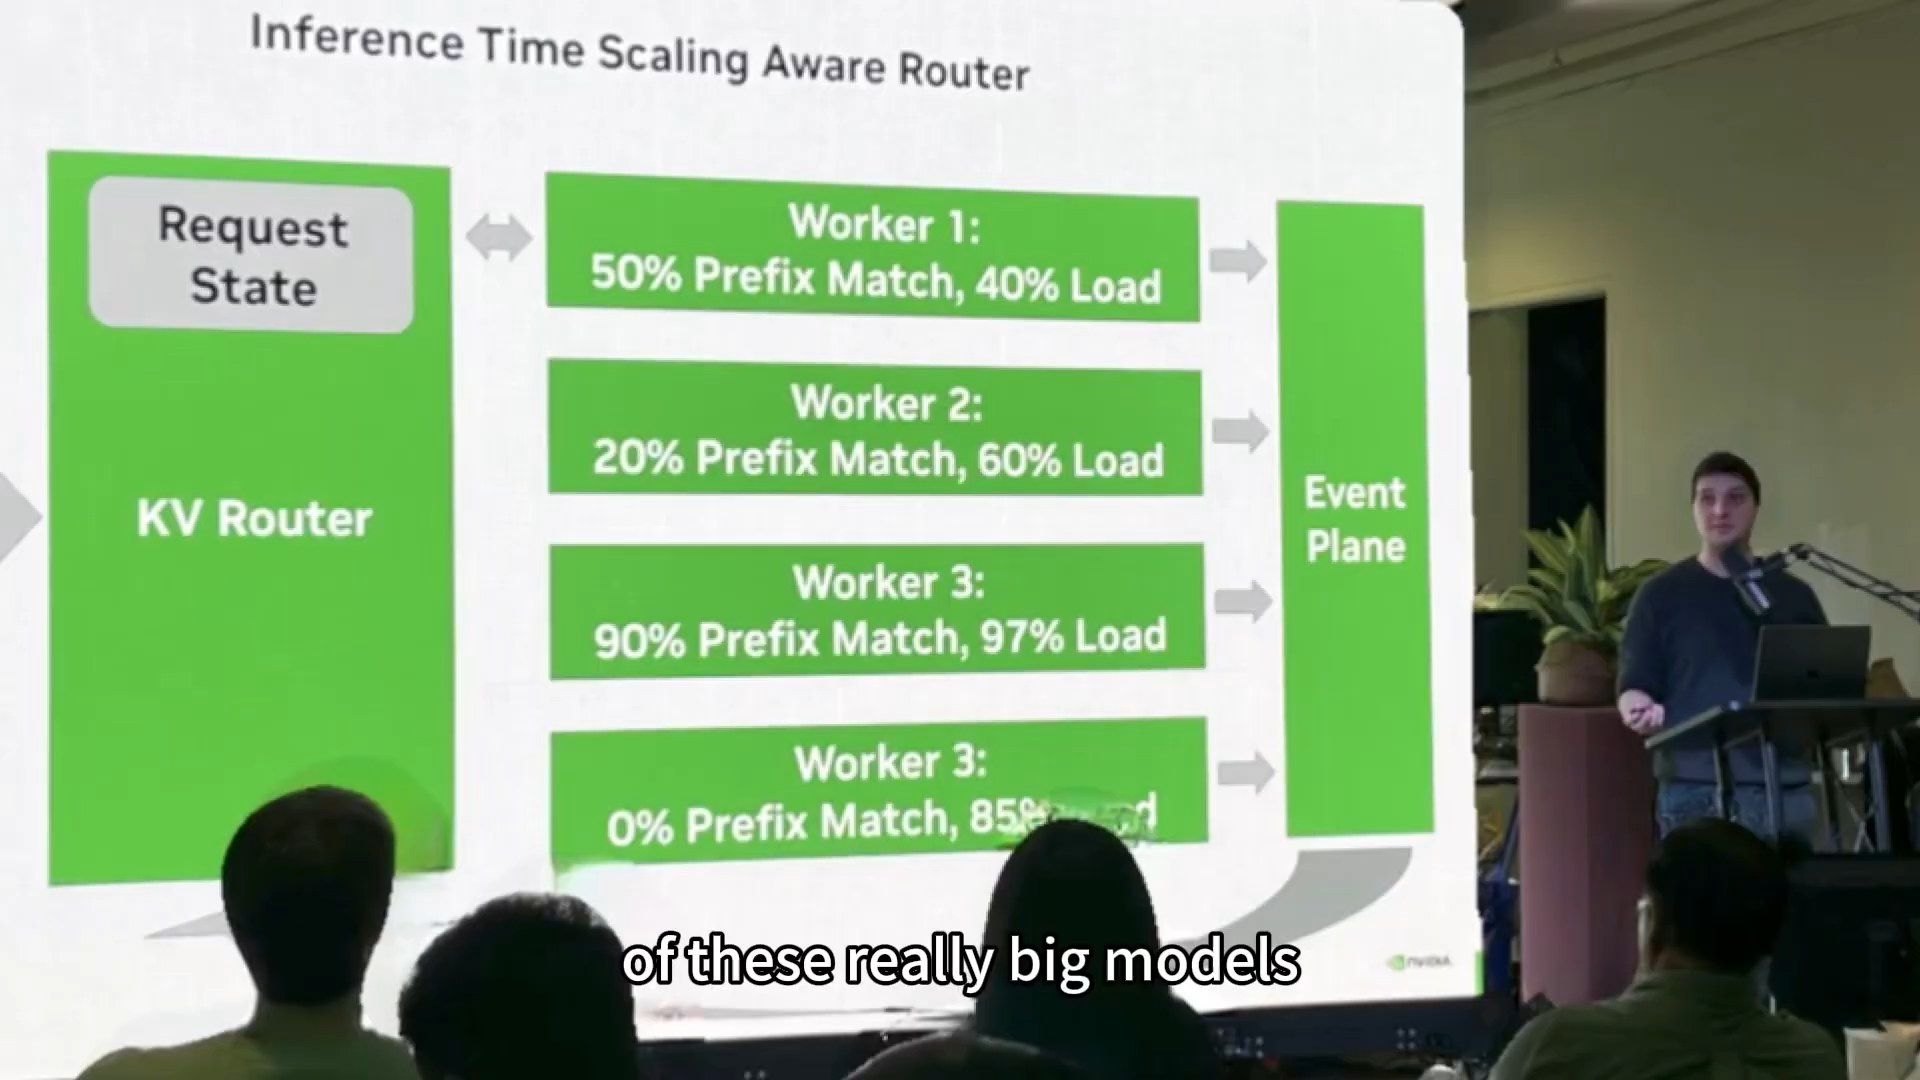 Inference Time Scaling Aware Router
Request
State
KV Router
Worker 1:
50% Prefix Match, 40% Load
Worker 2:
20% Prefix Match, 60% Load
Worker 3:
90% Prefix Match, 97% Load
Worker 3:
0% Prefix Match, 85%
Event
Plane
NVIDIA
of these really big models